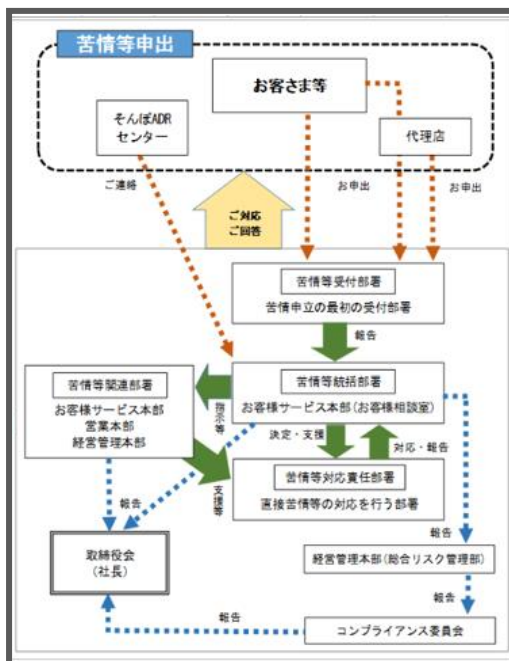 苦情等申出
お客さま等
そんぽADR
センター
代理店
ご連絡
お申出
お申出
ご対応
ご回答
苦情等受付部署
苦情申立の最初の受付部署
報告
苦情等関連部署
お客様サービス本部
営業本部
経営管理本部
苦情等統括部署
お客様サービス本部(お客様相談室)
指示等
決定・支援
対応・報告
苦情等対応責任部署
直接苦情等の対応を行う部署
支援等
報告
報告
取締役会
(社長)
経営管理本部(総合リスク管理部)
報告
報告
コンプライアンス委員会